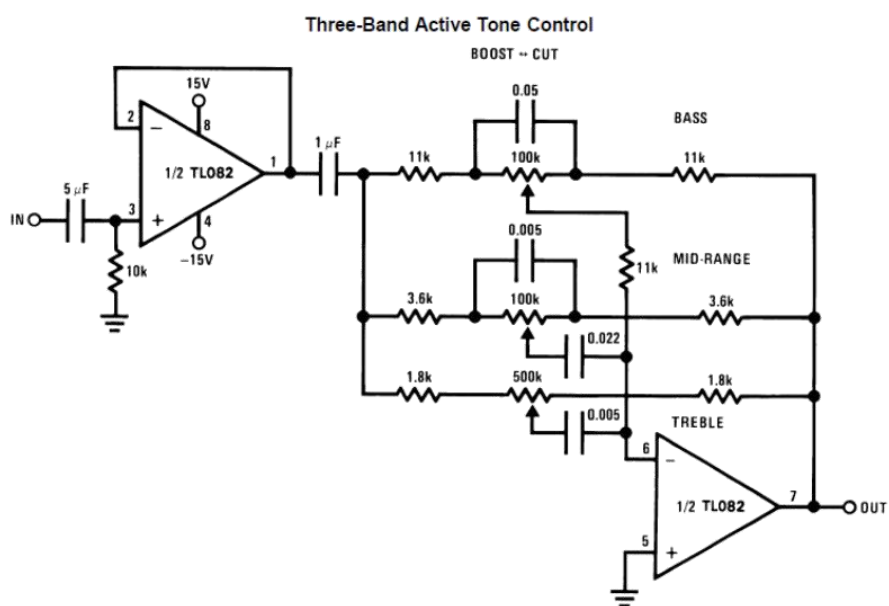 Three-Band Active Tone Control
BOOST ↔ CUT
0.05
BASS
15V
2
−
8
1/2 TL082
1
1 µF
11k
100k
11k
5 µF
IN
3
+
4
−15V
10k
0.005
11k
MID-RANGE
3.6k
100k
3.6k
0.022
1.8k
500k
1.8k
0.005
TREBLE
6
−
1/2 TL082
7
OUT
5
+